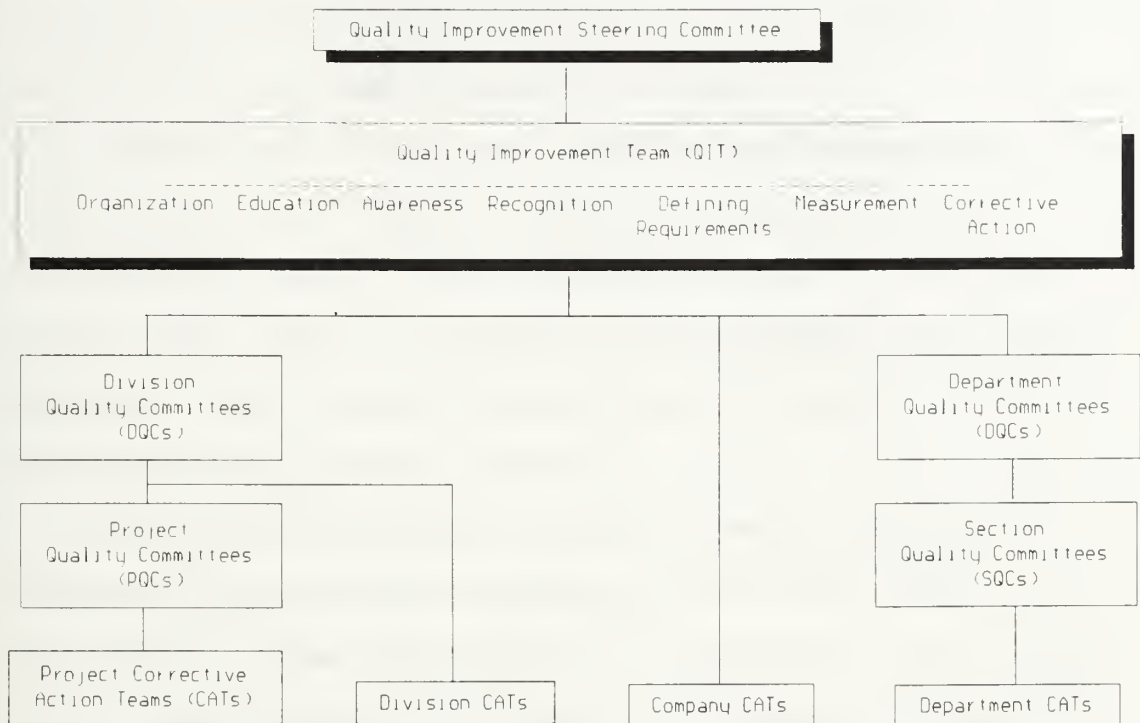 Quality Improvement Steering Committee
Quality Improvement Team (QIT)
Organization Education Awareness Recognition Defining Measurement Corrective
Requirements Action
Division
Quality Committees
(DQCs)
Department
Quality Committees
(DQCs)
Project
Quality Committees
(PQCs)
Section
Quality Committees
(SQCs)
Project Corrective
Action Teams (CATs)
Division CATs
Company CATs
Department CATs